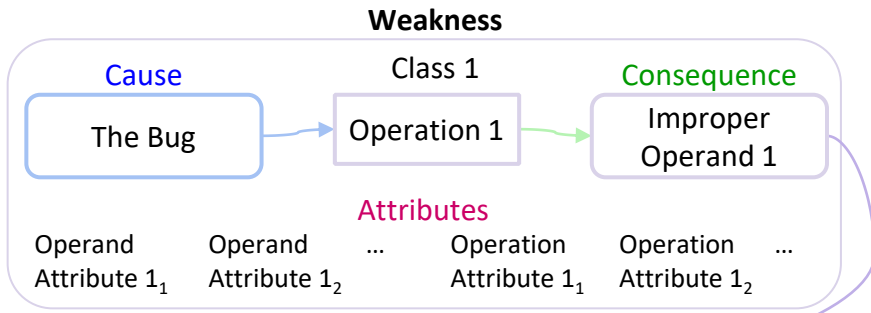 Weakness
Cause
Class 1
Consequence
The Bug
Operation 1
Improper
Operand 1
Attributes
Operand Operand ... Operation Operation ...
Attribute 1₁ Attribute 1₂ Attribute 1₁ Attribute 1₂